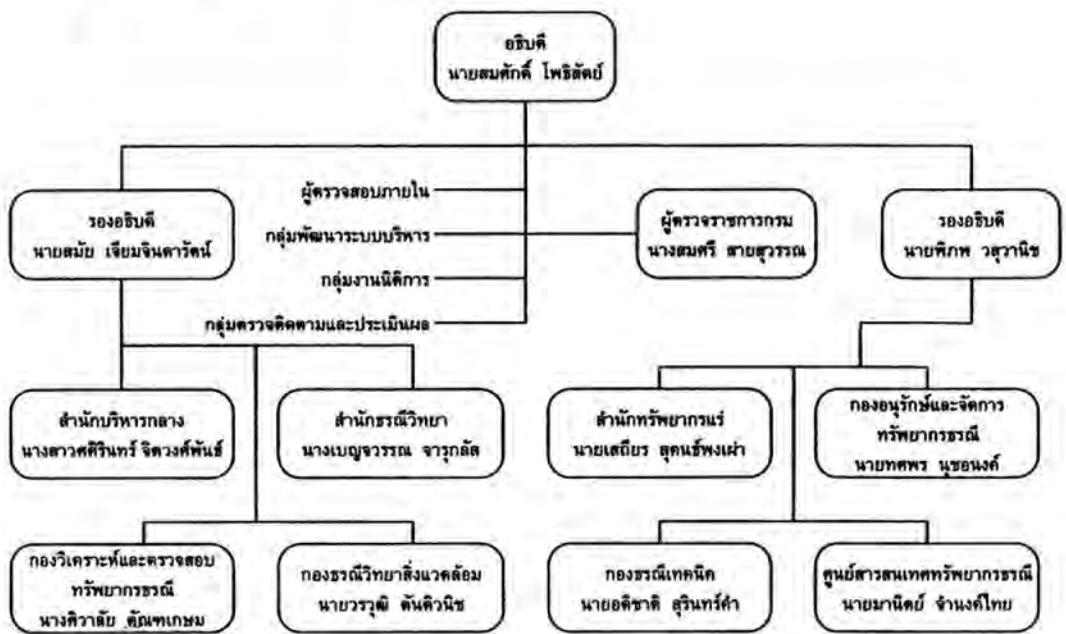 อธิบดี
นายสมศักดิ์ โพธิสัตย์
รองอธิบดี
นายสมัย เจียมจินดารัตน์
ผู้ตรวจสอบภายใน
กลุ่มพัฒนาระบบบริหาร
กลุ่มงานนิติการ
กลุ่มตรวจติดตามและประเมินผล
ผู้ตรวจราชการกรม
นางสมศรี สายสุวรรณ
รองอธิบดี
นายพิภพ วสุวานิช
สำนักบริหารกลาง
นางสาวศศิรินทร์ จิตวงศ์พันธ์
สำนักธรณีวิทยา
นางเบญจวรรณ จารุกลัส
สำนักทรัพยากรแร่
นายเสถียร สุคนธ์พงเผ่า
กองอนุรักษ์และจัดการ
ทรัพยากรธรณี
นายทศพร นุชอนงค์
กองวิเคราะห์และตรวจสอบ
ทรัพยากรธรณี
นางศิวาลัย ตัณฑเกษม
กองธรณีวิทยาสิ่งแวดล้อม
นายวรวุฒิ ตันติวนิช
กองธรณีเทคนิค
นายอดิชาติ สุรินทร์คำ
ศูนย์สารสนเทศทรัพยากรธรณี
นายมานิตย์ จำนงค์ไทย